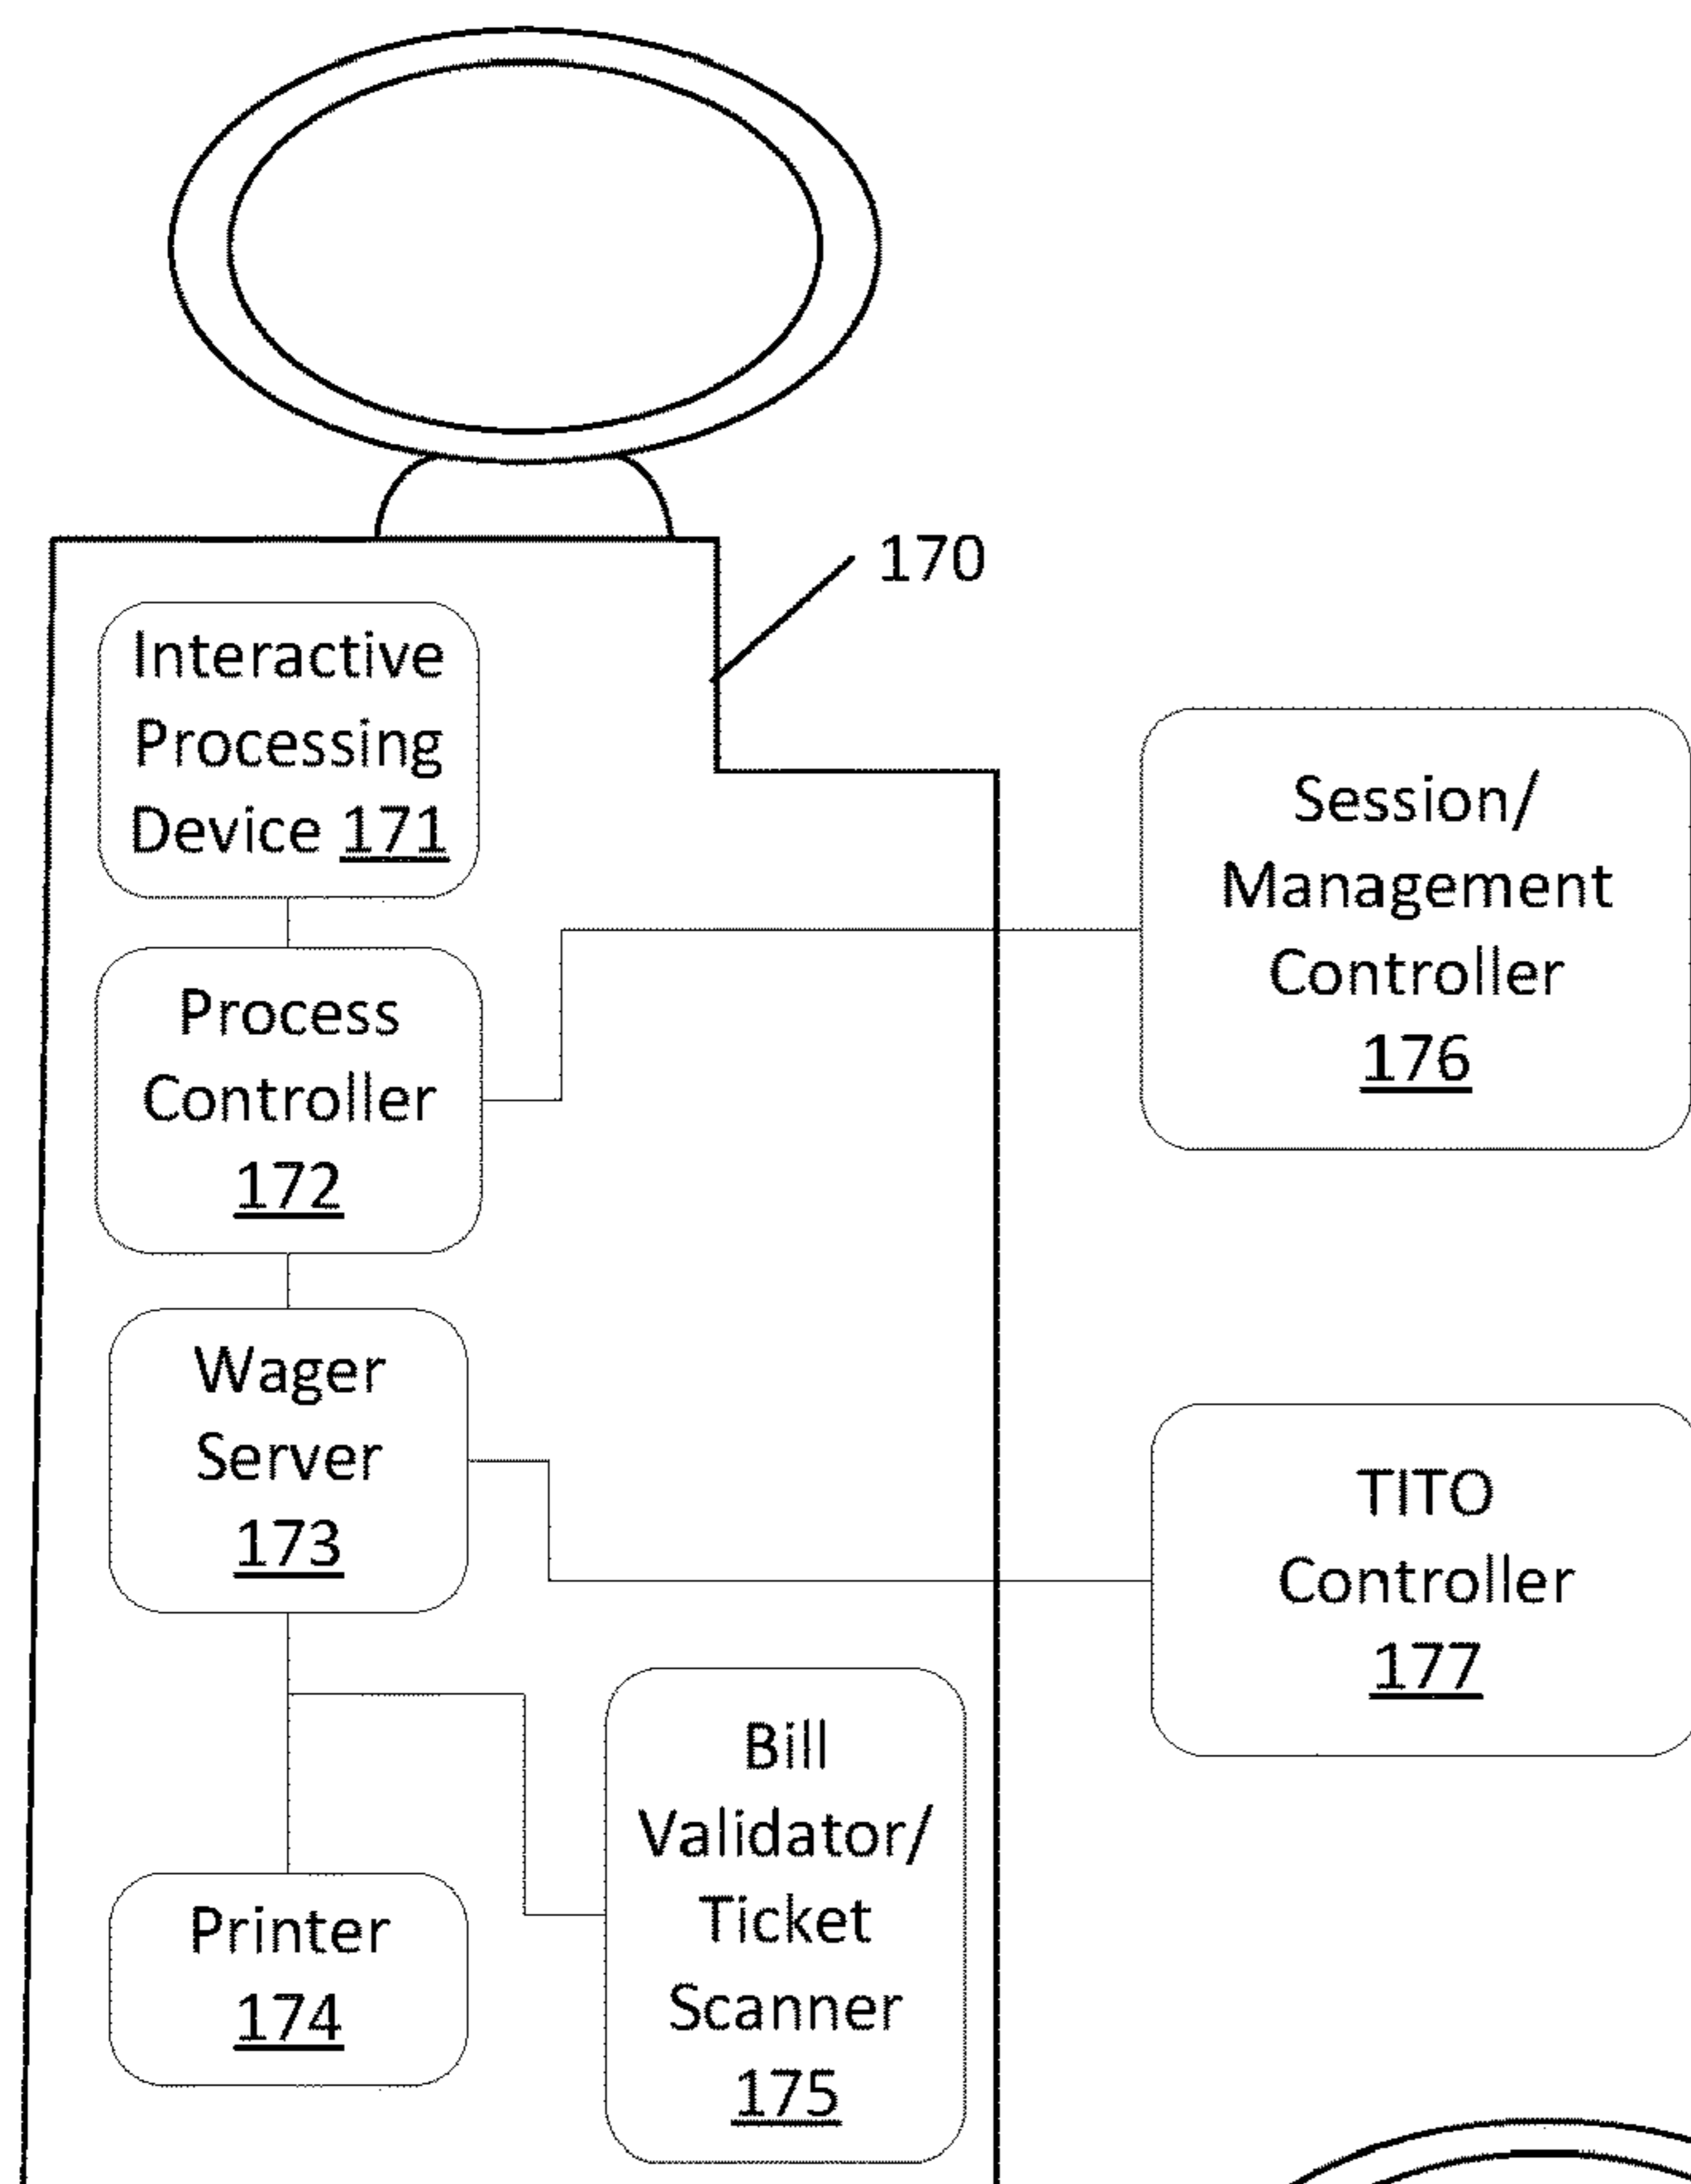 170
Interactive
Processing
Device 171
Session/
Management
Controller
176
Process
Controller
172
Wager
Server
173
TITO
Controller
177
Bill
Validator/
Ticket
Scanner
175
Printer
174